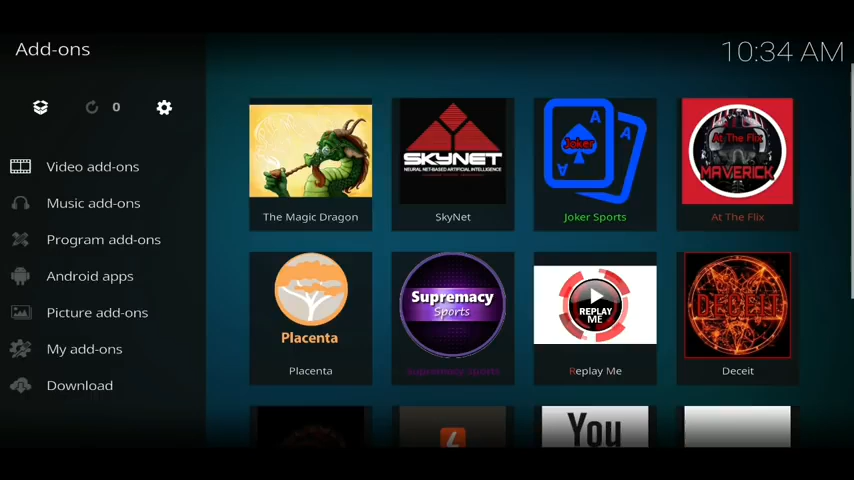 Add-ons
10:34 AM
0
Video add-ons
Music add-ons
Program add-ons
Android apps
Picture add-ons
My add-ons
Download
The Magic Dragon
SKYNET
NEURAL NET-BASED ARTIFICIAL INTELLIGENCE
SkyNet
A
A
Joker
A
Joker Sports
At The Flix
MAVERICK
At The Flix
Placenta
Placenta
Supremacy
Sports
Supremacy Sports
REPLAY
ME
Replay Me
DECEIT
Deceit
You